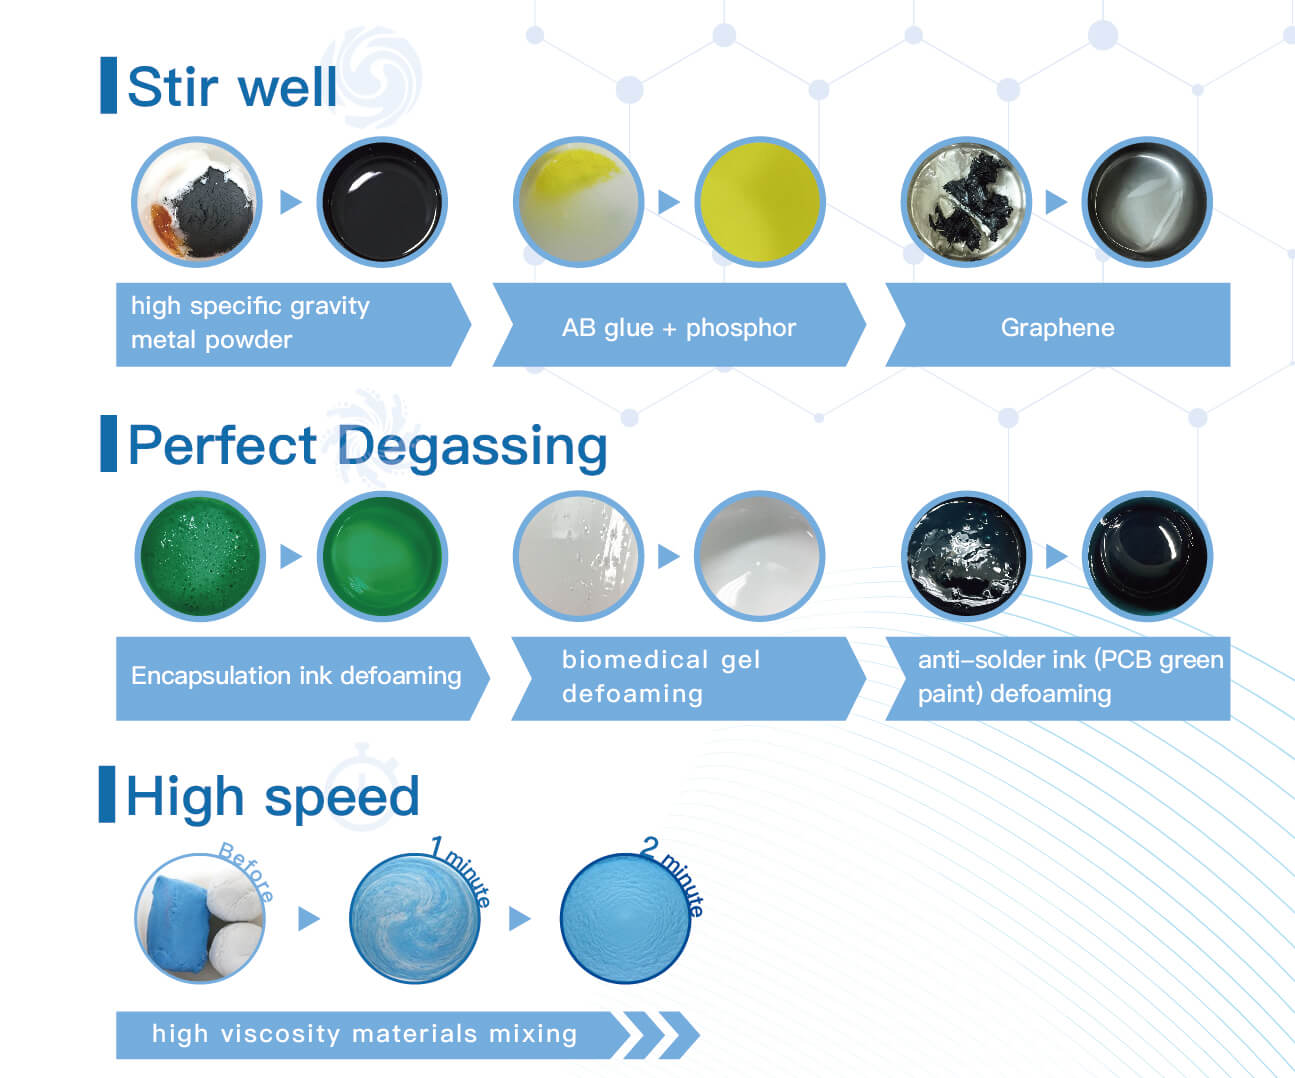 Stir well
high specific gravity
metal powder
AB glue + phosphor
Graphene
Perfect Degassing
Encapsulation ink defoaming
biomedical gel
defoaming
anti-solder ink (PCB green
paint) defoaming
High speed
Before
1 minute
2 minute
high viscosity materials mixing